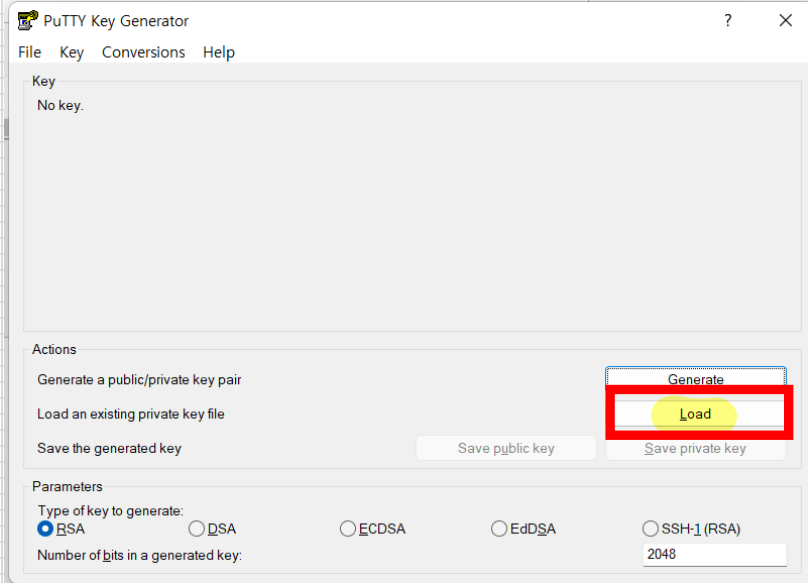 PuTTY Key Generator ?
File Key Conversions Help
Key
No key.
Actions
Generate a public/private key pair Generate
Load an existing private key file Load
Save the generated key Save public key Save private key
Parameters
Type of key to generate:
RSA DSA ECDSA EdDSA SSH-1 (RSA)
Number of bits in a generated key: 2048